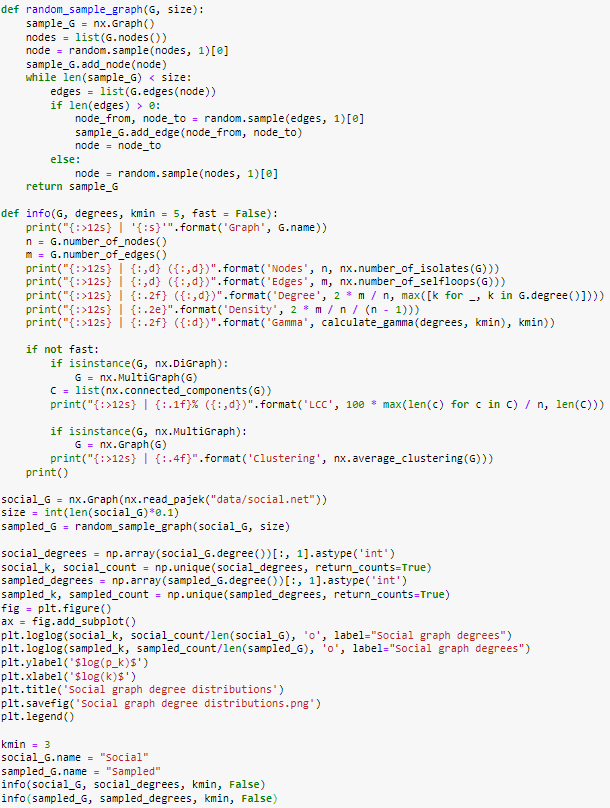 def random_sample_graph(G, size):
    sample_G = nx.Graph()
    nodes = list(G.nodes())
    node = random.sample(nodes, 1)[0]
    sample_G.add_node(node)
    while len(sample_G) < size:
        edges = list(G.edges(node))
        if len(edges) > 0:
            node_from, node_to = random.sample(edges, 1)[0]
            sample_G.add_edge(node_from, node_to)
            node = node_to
        else:
            node = random.sample(nodes, 1)[0]
    return sample_G

def info(G, degrees, kmin = 5, fast = False):
    print("{:>12s} | '{:s}'".format('Graph', G.name))
    n = G.number_of_nodes()
    m = G.number_of_edges()
    print("{:>12s} | {:,d} ({:,d})".format('Nodes', n, nx.number_of_isolates(G)))
    print("{:>12s} | {:,d} ({:,d})".format('Edges', m, nx.number_of_selfloops(G)))
    print("{:>12s} | {:.2f} ({:,d})".format('Degree', 2 * m / n, max([k for _, k in G.degree()])))
    print("{:>12s} | {:.2e}".format('Density', 2 * m / n / (n - 1)))
    print("{:>12s} | {:.2f} ({:d})".format('Gamma', calculate_gamma(degrees, kmin), kmin))

    if not fast:
        if isinstance(G, nx.DiGraph):
            G = nx.MultiGraph(G)
        C = list(nx.connected_components(G))
        print("{:>12s} | {:.1f}% ({:,d})".format('LCC', 100 * max(len(c) for c in C) / n, len(C)))

        if isinstance(G, nx.MultiGraph):
            G = nx.Graph(G)
        print("{:>12s} | {:.4f}".format('Clustering', nx.average_clustering(G)))
    print()

social_G = nx.Graph(nx.read_pajek("data/social.net"))
size = int(len(social_G)*0.1)
sampled_G = random_sample_graph(social_G, size)

social_degrees = np.array(social_G.degree())[:, 1].astype('int')
social_k, social_count = np.unique(social_degrees, return_counts=True)
sampled_degrees = np.array(sampled_G.degree())[:, 1].astype('int')
sampled_k, sampled_count = np.unique(sampled_degrees, return_counts=True)
fig = plt.figure()
ax = fig.add_subplot()
plt.loglog(social_k, social_count/len(social_G), 'o', label="Social graph degrees")
plt.loglog(sampled_k, sampled_count/len(sampled_G), 'o', label="Social graph degrees")
plt.ylabel('$log(p_k)$')
plt.xlabel('$log(k)$')
plt.title('Social graph degree distributions')
plt.savefig('Social graph degree distributions.png')
plt.legend()

kmin = 3
social_G.name = "Social"
sampled_G.name = "Sampled"
info(social_G, social_degrees, kmin, False)
info(sampled_G, sampled_degrees, kmin, False)